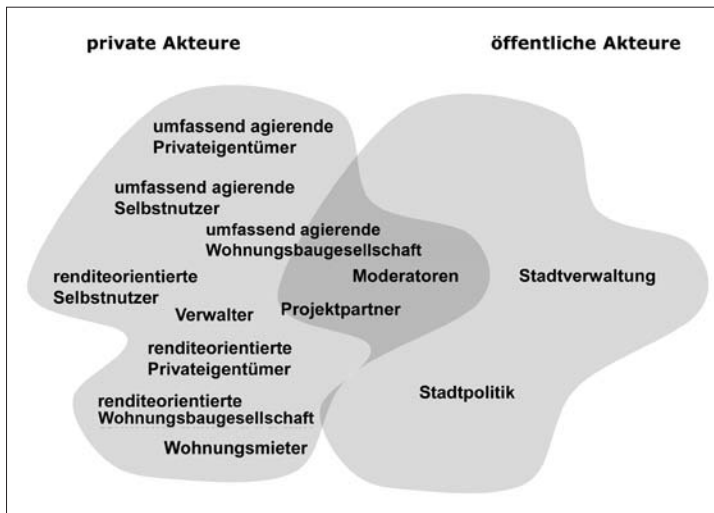 private Akteure
öffentliche Akteure
umfassend agierende
Privateigentümer
umfassend agierende
Selbstnutzer
umfassend agierende
Wohnungsbaugesellschaft
Moderatoren
Stadtverwaltung
renditeorientierte
Selbstnutzer
Verwalter
Projektpartner
renditeorientierte
Privateigentümer
Stadtpolitik
renditeorientierte
Wohnungsbaugesellschaft
Wohnungsmieter